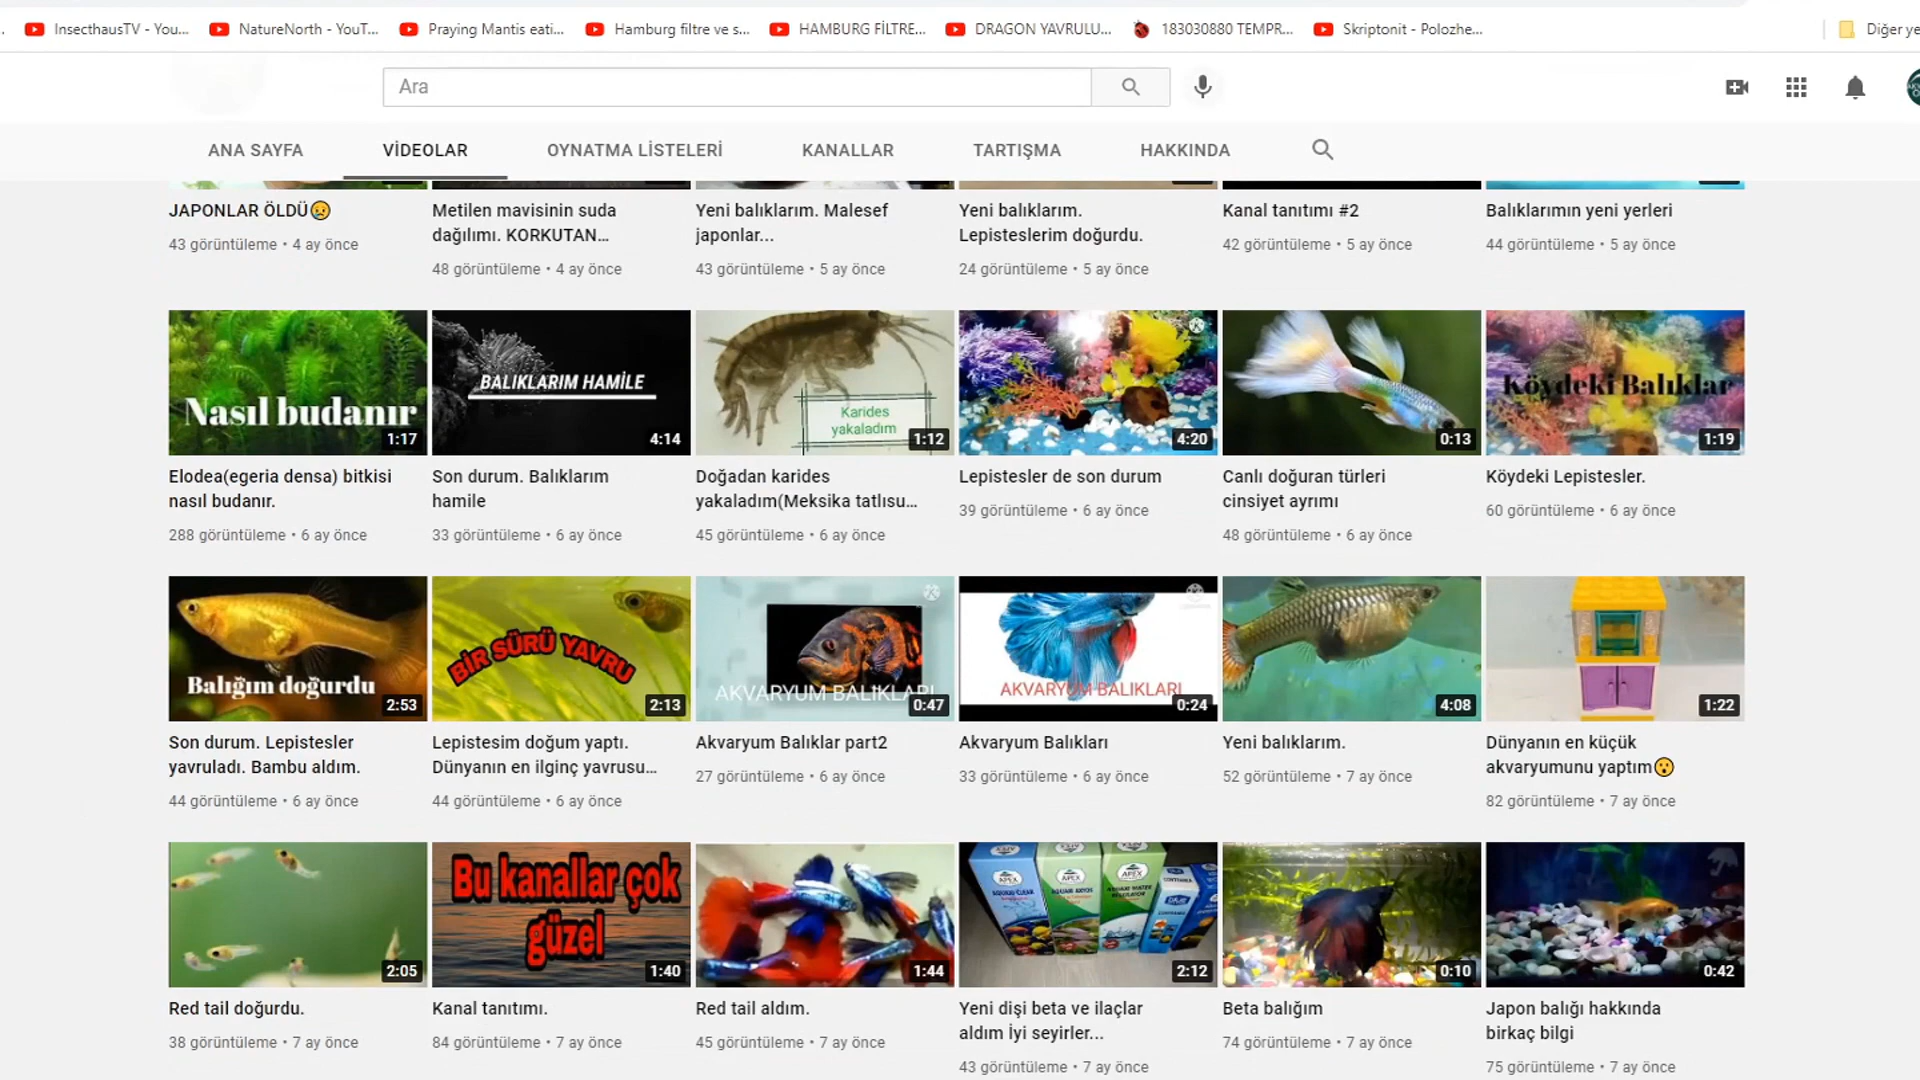 InsecthausTV - You...
NatureNorth - YouT...
Praying Mantis eati...
Hamburg filtre ve s...
HAMBURG FİLTRE...
DRAGON YAVRULU...
183030880 TEMPR...
Skriptonit - Polozhe...
Diğer ye
Ara
ANA SAYFA
VİDEOLAR
OYNATMA LİSTELERİ
KANALLAR
TARTIŞMA
HAKKINDA
JAPONLAR ÖLDÜ😥
43 görüntüleme • 4 ay önce
Metilen mavisinin suda
dağılımı. KORKUTAN...
48 görüntüleme • 4 ay önce
Yeni balıklarım. Malesef
japonlar...
43 görüntüleme • 5 ay önce
Yeni balıklarım.
Lepisteslerim doğurdu.
24 görüntüleme • 5 ay önce
Kanal tanıtımı #2
42 görüntüleme • 5 ay önce
Balıklarımın yeni yerleri
44 görüntüleme • 5 ay önce
Nasıl budanır
1:17
Elodea(egeria densa) bitkisi
nasıl budanır.
288 görüntüleme • 6 ay önce
BALIKLARIM HAMİLE
4:14
Son durum. Balıklarım
hamile
33 görüntüleme • 6 ay önce
Karides
yakaladım
1:12
Doğadan karides
yakaladım(Meksika tatlısu...
45 görüntüleme • 6 ay önce
4:20
Lepistesler de son durum
39 görüntüleme • 6 ay önce
0:13
Canlı doğuran türleri
cinsiyet ayrımı
48 görüntüleme • 6 ay önce
Köydeki Balıklar
1:19
Köydeki Lepistesler.
60 görüntüleme • 6 ay önce
Balığım doğurdu
2:53
Son durum. Lepistesler
yavruladı. Bambu aldım.
44 görüntüleme • 6 ay önce
BİR SÜRÜ YAVRU
2:13
Lepistesim doğum yaptı.
Dünyanın en ilginç yavrusu...
44 görüntüleme • 6 ay önce
AKVARYUM BALIKLARI
0:47
Akvaryum Balıklar part2
27 görüntüleme • 6 ay önce
AKVARYUM BALIKLARI
0:24
Akvaryum Balıkları
33 görüntüleme • 6 ay önce
4:08
Yeni balıklarım.
52 görüntüleme • 7 ay önce
1:22
Dünyanın en küçük
akvaryumunu yaptım😮
82 görüntüleme • 7 ay önce
2:05
Red tail doğurdu.
38 görüntüleme • 7 ay önce
Bu kanallar çok
güzel
1:40
Kanal tanıtımı.
84 görüntüleme • 7 ay önce
1:44
Red tail aldım.
45 görüntüleme • 7 ay önce
APEX
APEX
APEX
2:12
Yeni dişi beta ve ilaçlar
aldım İyi seyirler...
43 görüntüleme • 7 ay önce
0:10
Beta balığım
74 görüntüleme • 7 ay önce
0:42
Japon balığı hakkında
birkaç bilgi
75 görüntüleme • 7 ay önce